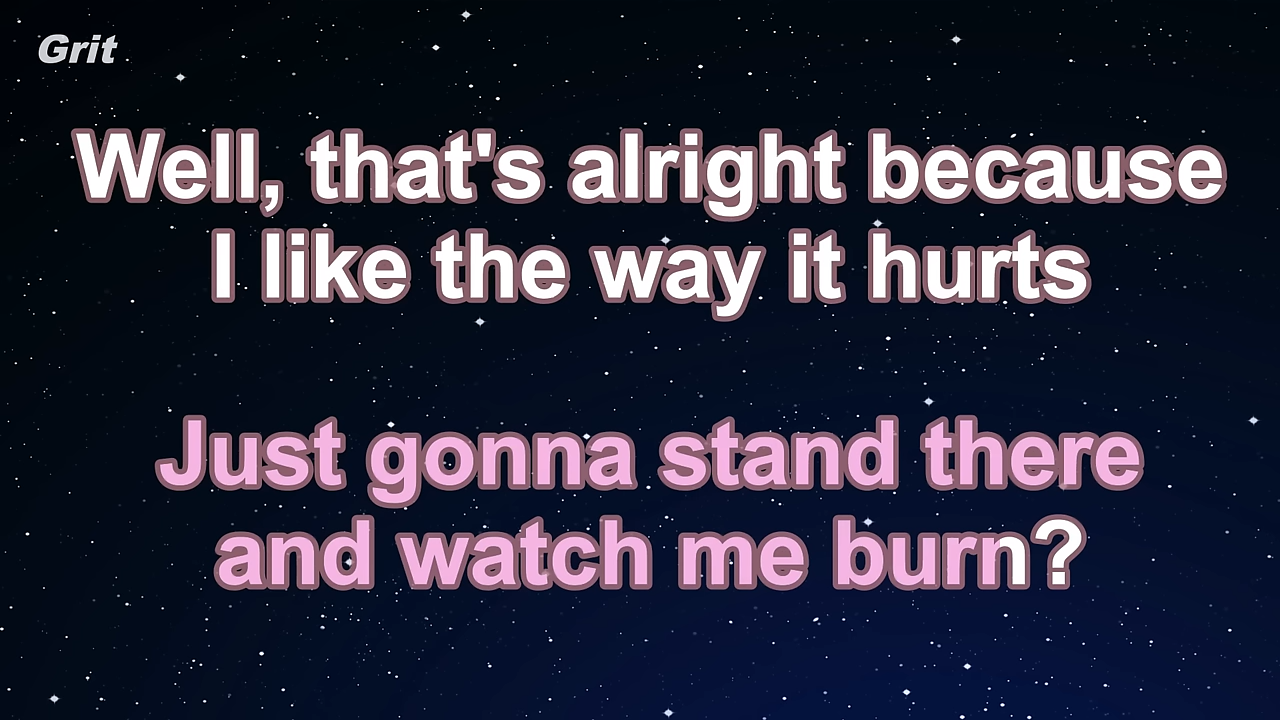 Grit
Well, that's alright because
I like the way it hurts
Just gonna stand there
and watch me burn?